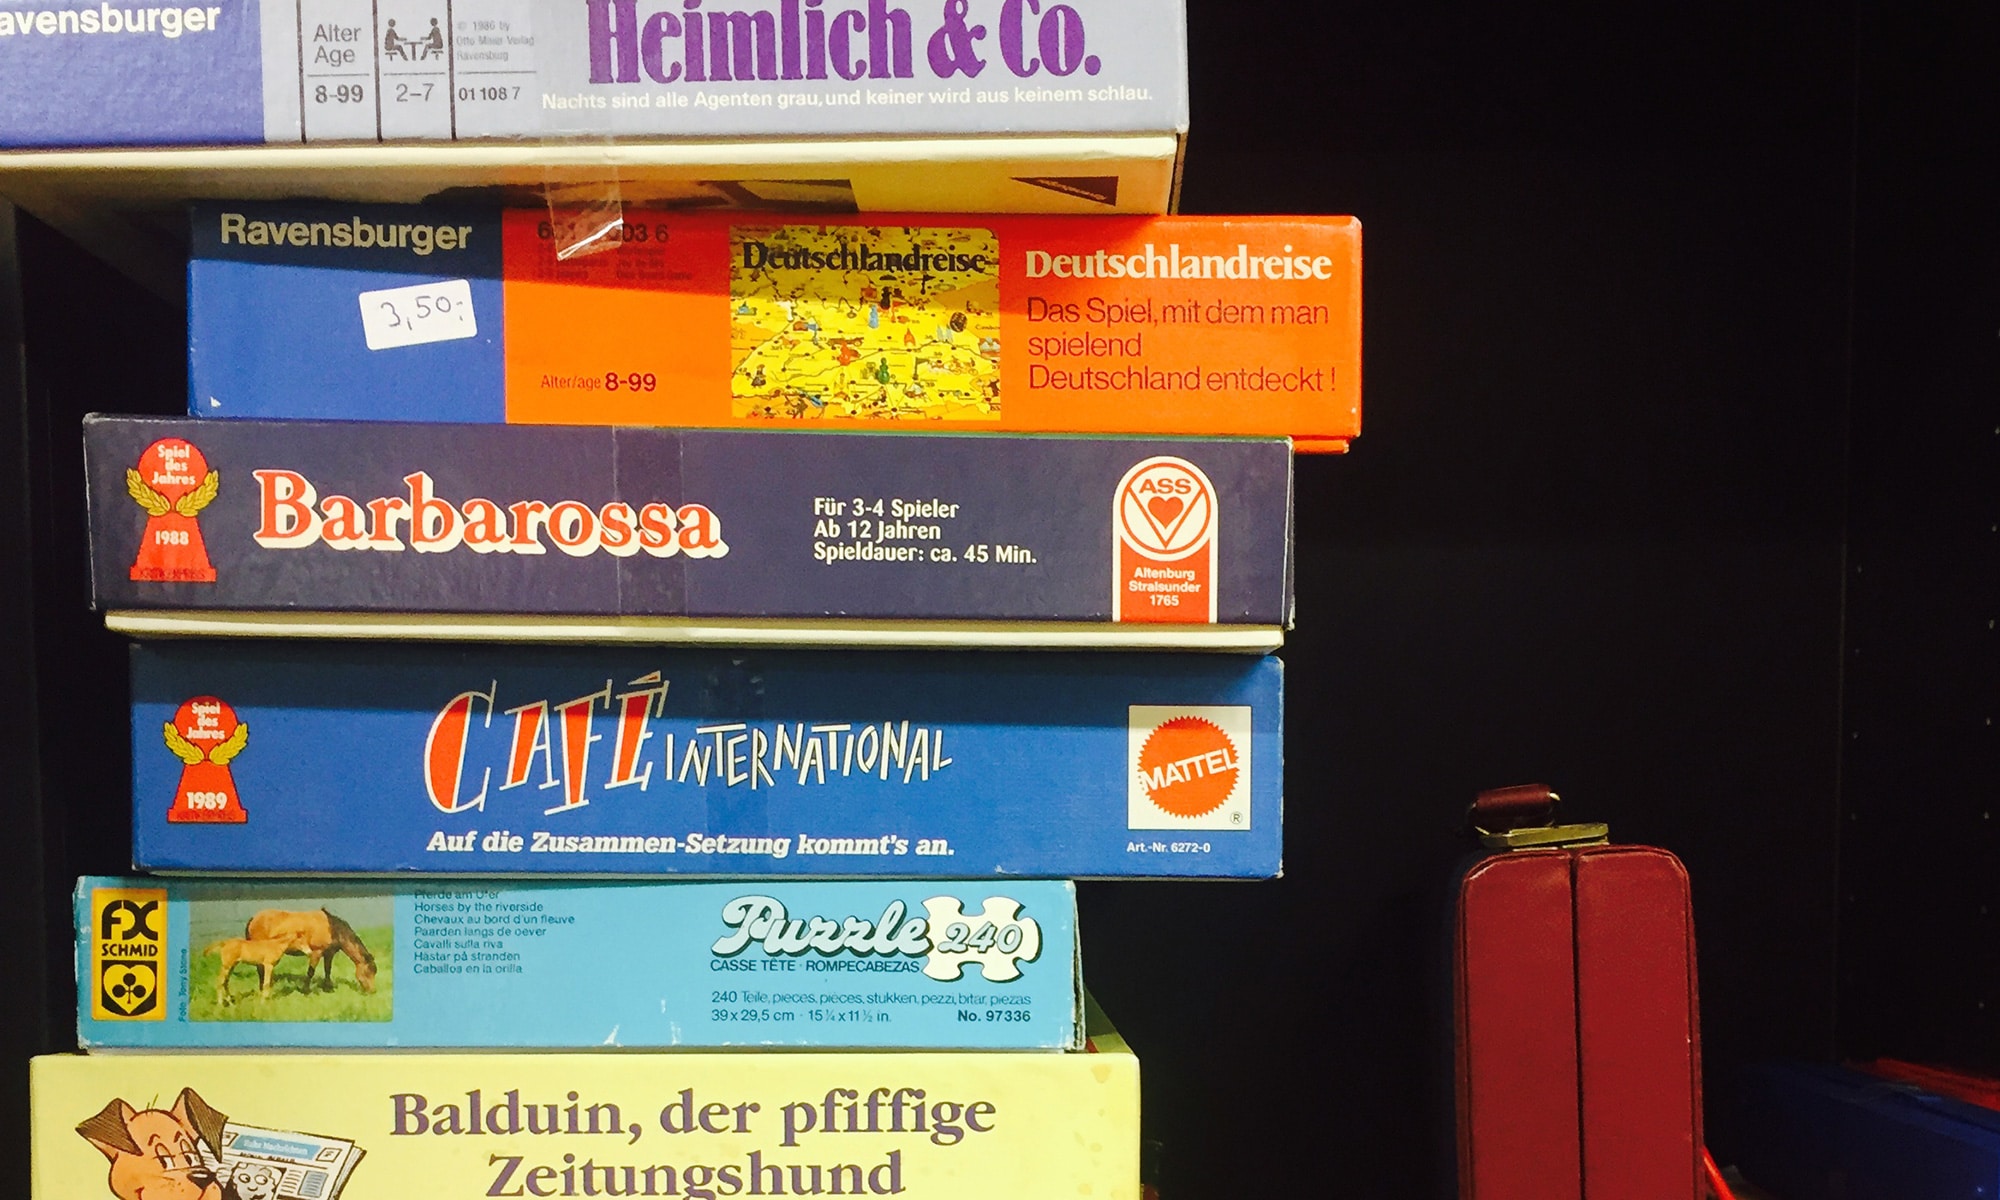 avensburger
Alter
Age
8-99
2-7
© 1986 by
Otto Maier Verlag
Ravensburg
01 108 7
Heimlich & Co.
Nachts sind alle Agenten grau, und keiner wird aus keinem schlau.
Ravensburger
3,50,-
Alter/age 8-99
Deutschlandreise
Deutschlandreise
Das Spiel, mit dem man
spielend
Deutschland entdeckt!
Spiel
des
Jahres
1988
Barbarossa
Für 3-4 Spieler
Ab 12 Jahren
Spieldauer: ca. 45 Min.
ASS
Altenburg
Stralsunder
1765
Spiel
des
Jahres
1989
CAFÉ INTERNATIONAL
Auf die Zusammen-Setzung kommt's an.
MATTEL
®
Art.-Nr. 6272-0
FX
SCHMID
Foto: Tony Stone
Pferde am Ufer
Horses by the riverside
Chevaux au bord d'un fleuve
Paarden langs de oever
Cavalli sulla riva
Hästar på stranden
Caballos en la orilla
Puzzle 240
CASSE TÊTE · ROMPECABEZAS
240 Teile, pieces, pièces, stukken, pezzi, bitar, piezas
39 x 29,5 cm · 15 ¼ x 11 ½ in. No. 97336
Balduin, der pfiffige
Zeitungshund